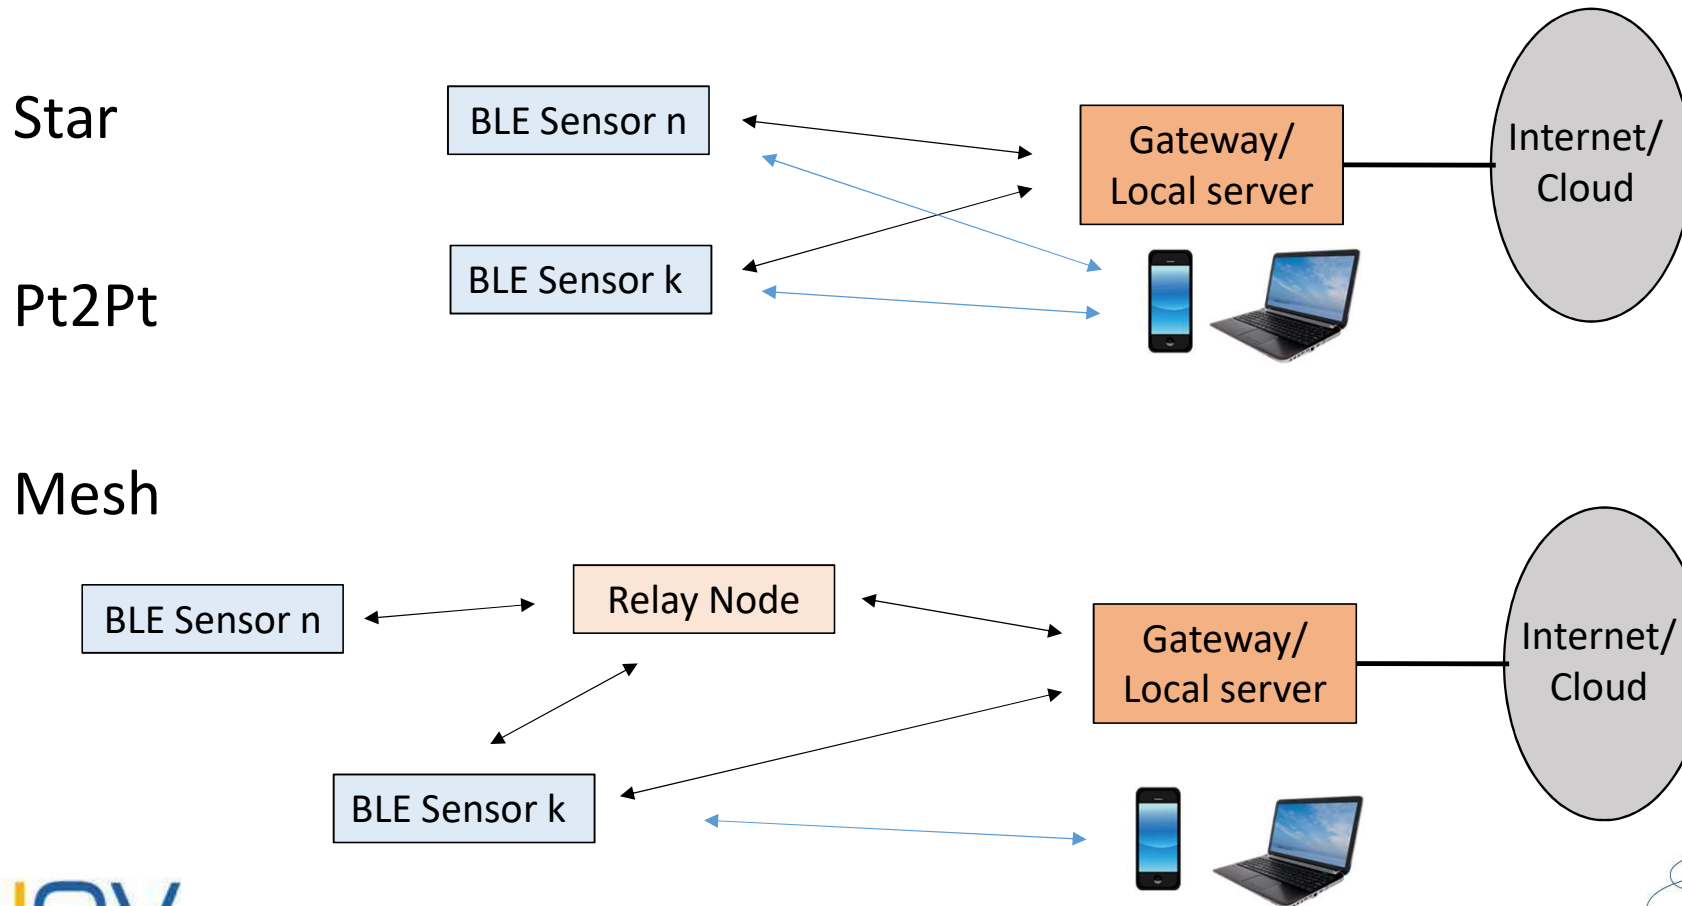 Star
BLE Sensor n
Gateway/
Local server
Internet/
Cloud
Pt2Pt
BLE Sensor k
Mesh
BLE Sensor n
Relay Node
Gateway/
Local server
Internet/
Cloud
BLE Sensor k